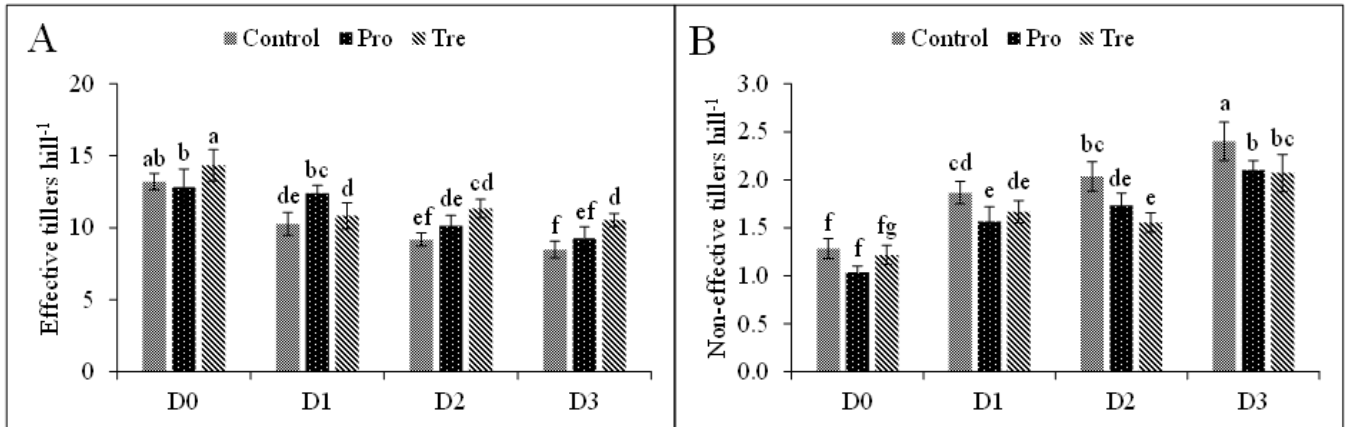 A
Control Pro Tre
Effective tillers hill-1
20
15
10
5
0
ab b a
de bc d
ef de cd
f ef d
D0 D1 D2 D3
B
Control Pro Tre
Non-effective tillers hill-1
3.0
2.5
2.0
1.5
1.0
0.5
0.0
f f fg
cd e de
bc de e
a b bc
D0 D1 D2 D3